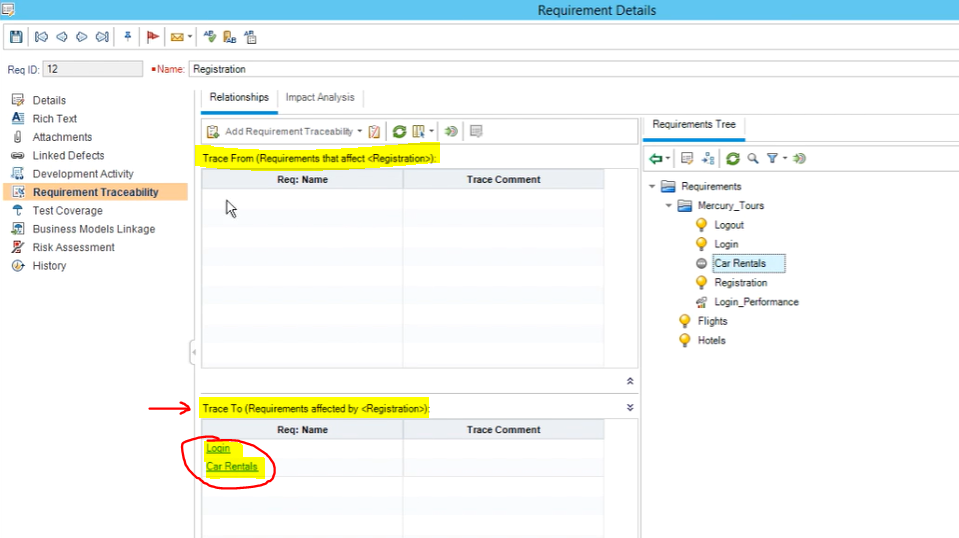 Requirement Details
Req ID: 12 Name: Registration
Details
Rich Text
Attachments
Linked Defects
Development Activity
Requirement Traceability
Test Coverage
Business Models Linkage
Risk Assessment
History
Relationships Impact Analysis
Add Requirement Traceability
Trace From (Requirements that affect <Registration>):
Req: Name Trace Comment
Trace To (Requirements affected by <Registration>):
Req: Name Trace Comment
Login
Car Rentals
Requirements Tree
Requirements
Mercury_Tours
Logout
Login
Car Rentals
Registration
Login_Performance
Flights
Hotels